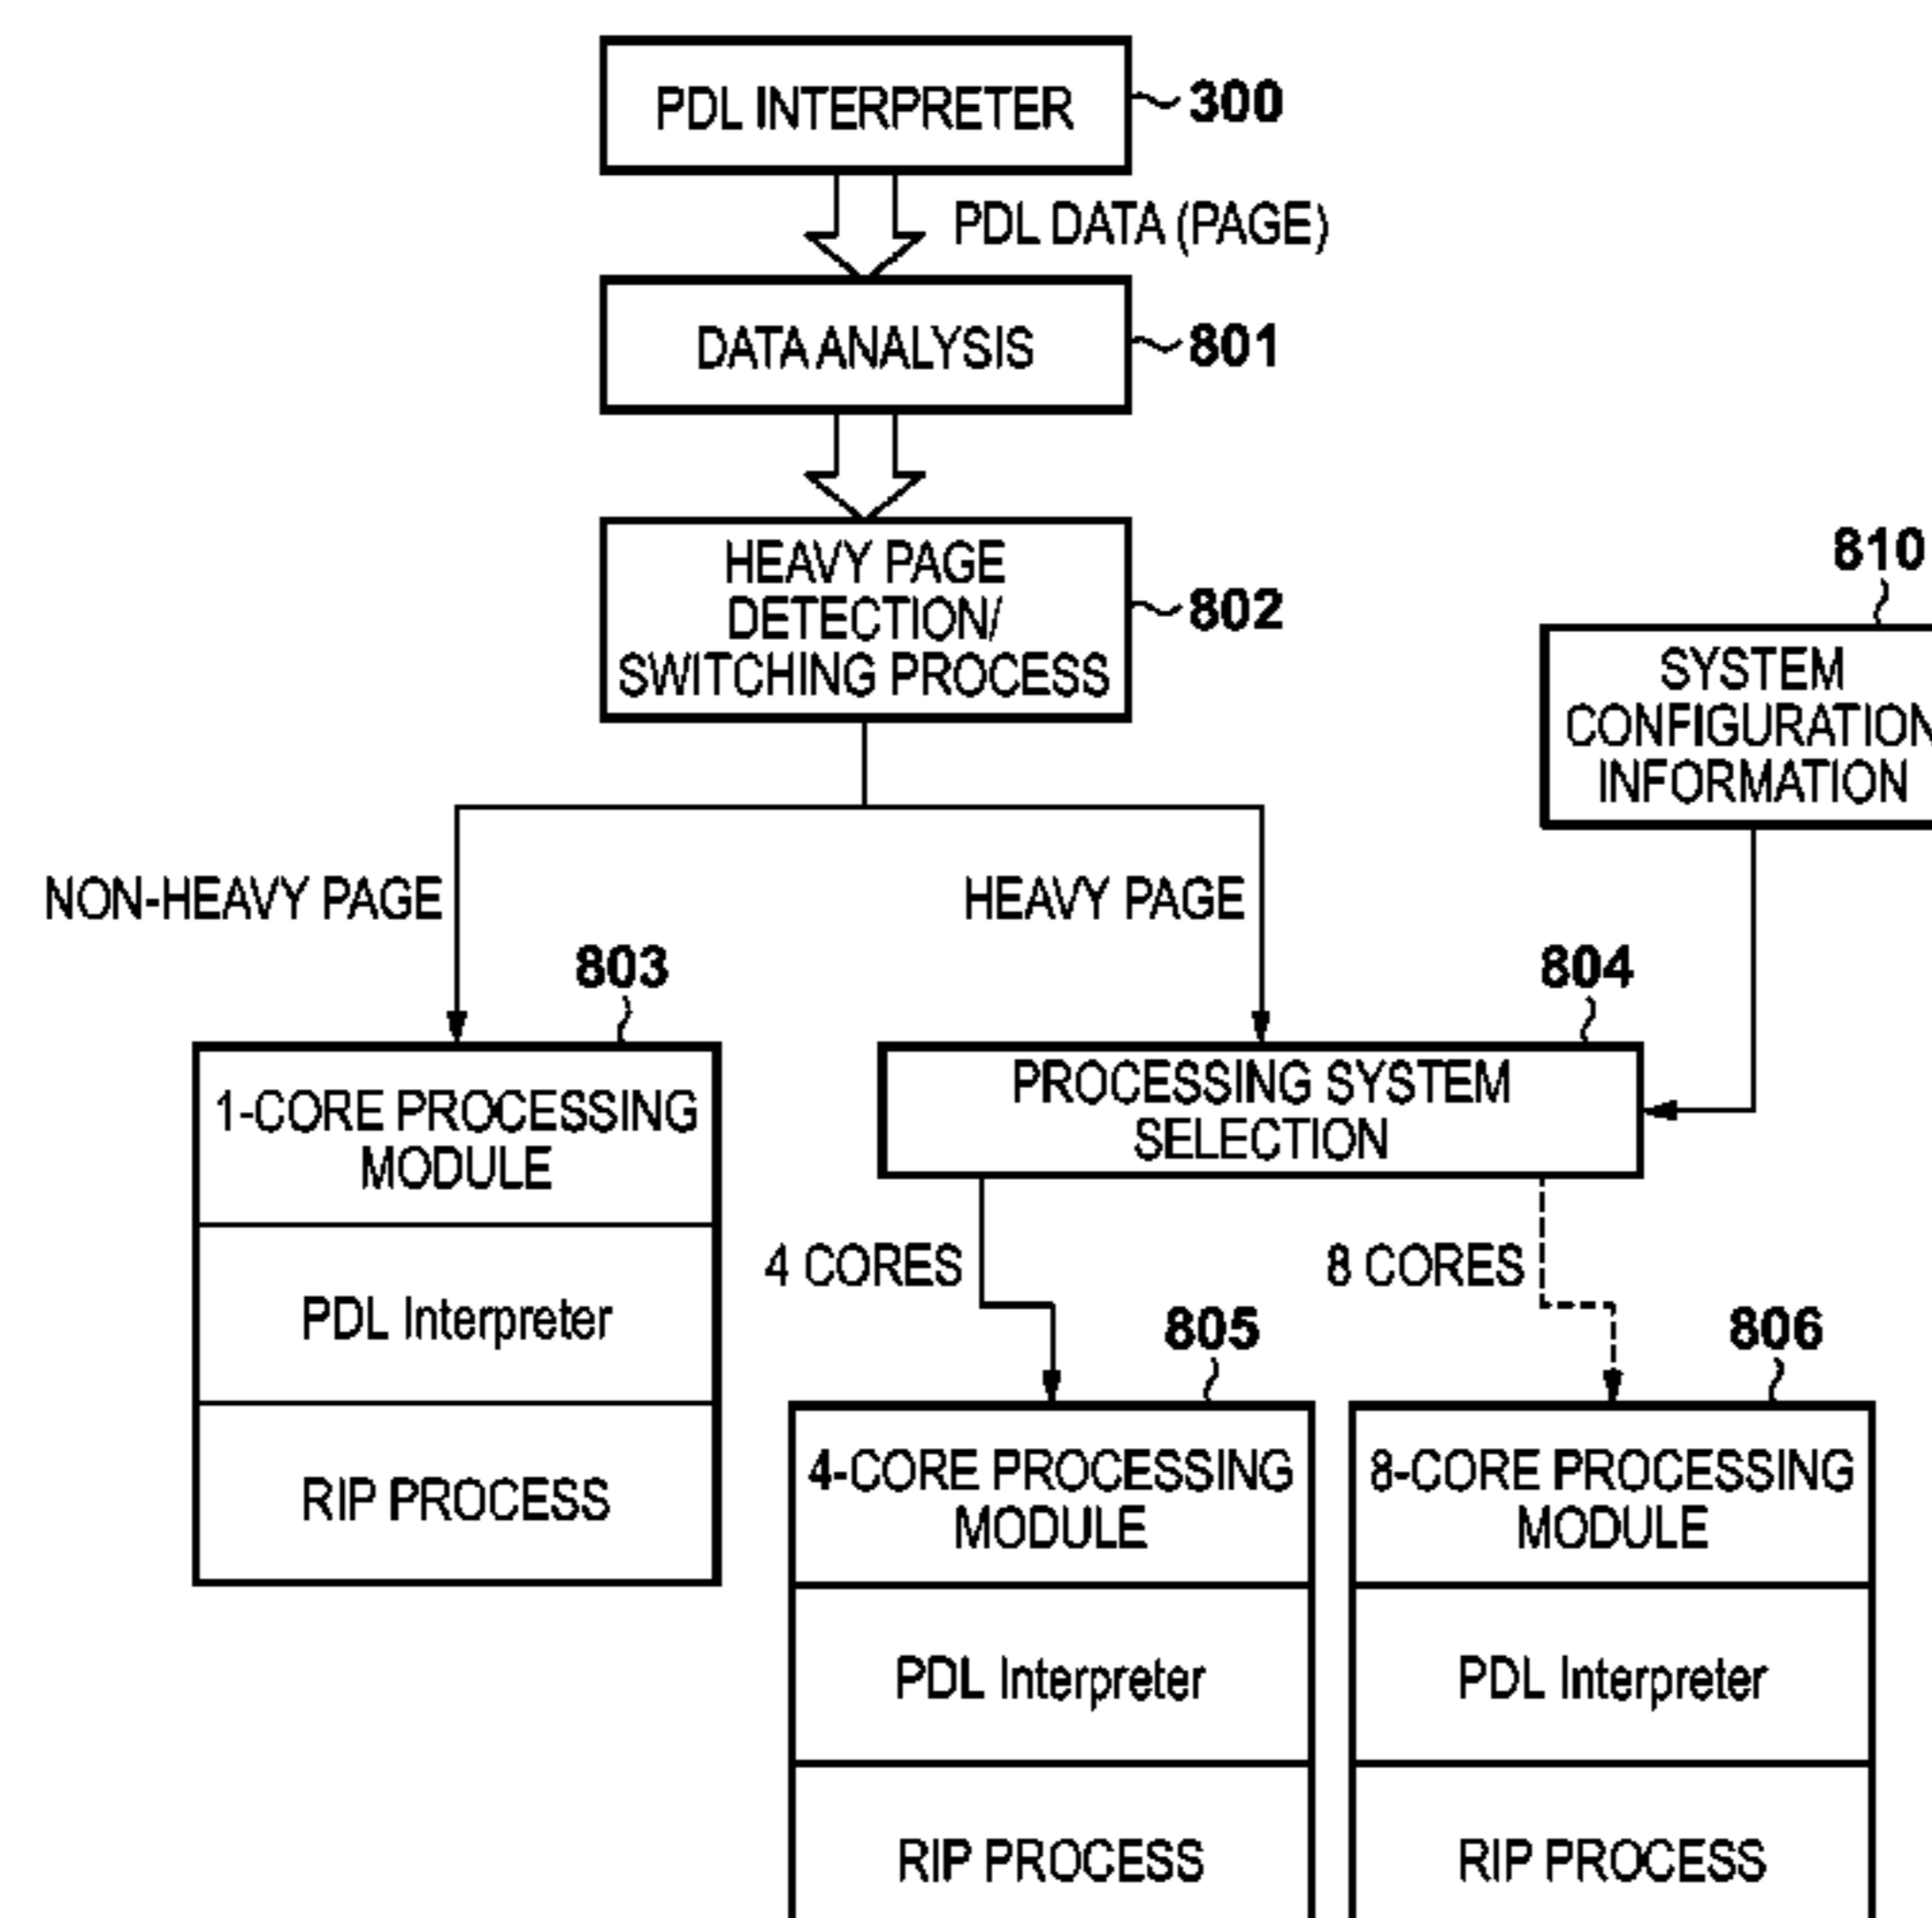 PDL INTERPRETER
300
PDL DATA (PAGE)
DATA ANALYSIS
801
HEAVY PAGE
DETECTION/
SWITCHING PROCESS
802
810
SYSTEM
CONFIGURATION
INFORMATION
NON-HEAVY PAGE
HEAVY PAGE
803
804
1-CORE PROCESSING
MODULE
PDL Interpreter
RIP PROCESS
PROCESSING SYSTEM
SELECTION
4 CORES
8 CORES
805
806
4-CORE PROCESSING
MODULE
PDL Interpreter
RIP PROCESS
8-CORE PROCESSING
MODULE
PDL Interpreter
RIP PROCESS